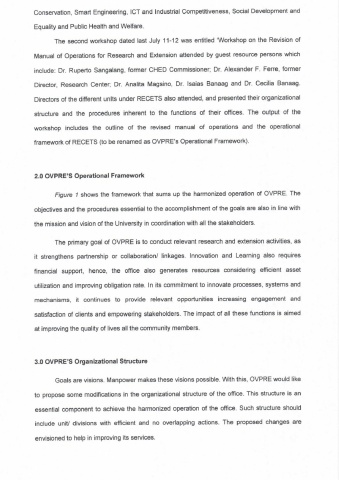 Conservation, Smart Engineering, ICT and Industrial Competitiveness, Social Development and
Equality and Public Health and Welfare.
The second workshop dated last July 11-12 was entitled 'Workshop on the Revision of
Manual of Operations for Research and Extension attended by guest resource persons which
include: Dr. Ruperto Sangalang, former CHED Commissioner; Dr. Alexander F. Ferre, former
Director, Research Center; Dr. Analita Magsino, Dr. Isaias Banaag and Dr. Cecilia Banaag.
Directors of the different units under RECETS also attended, and presented their organizational
structure and the procedures inherent to the functions of their offices. The output of the
workshop includes the outline of the revised manual of operations and the operational
framework of RECETS (to be renamed as OVPRE's Operational Framework).
2.0 OVPRE'S Operational Framework
Figure 1 shows the framework that sums up the harmonized operation of OVPRE. The
objectives and the procedures essential to the accomplishment of the goals are also in line with
the mission and vision of the University in coordination with all the stakeholders.
The primary goal of OVPRE is to conduct relevant research and extension activities, as
it strengthens partnership or collaboration/ linkages. Innovation and Learning also requires
financial support, hence, the office also generates resources considering efficient asset
utilization and improving obligation rate. In its commitment to innovate processes, systems and
mechanisms, it continues to provide relevant opportunities increasing engagement and
satisfaction of clients and empowering stakeholders. The impact of all these functions is aimed
at improving the quality of lives all the community members.
3.0 OVPRE'S Organizational Structure
Goals are visions. Manpower makes these visions possible. With this, OVPRE would like
to propose some modifications in the organizational structure of the office. This structure is an
essential component to achieve the harmonized operation of the office. Such structure should
include unit/ divisions with efficient and no overlapping actions. The proposed changes are
envisioned to help in improving its services.